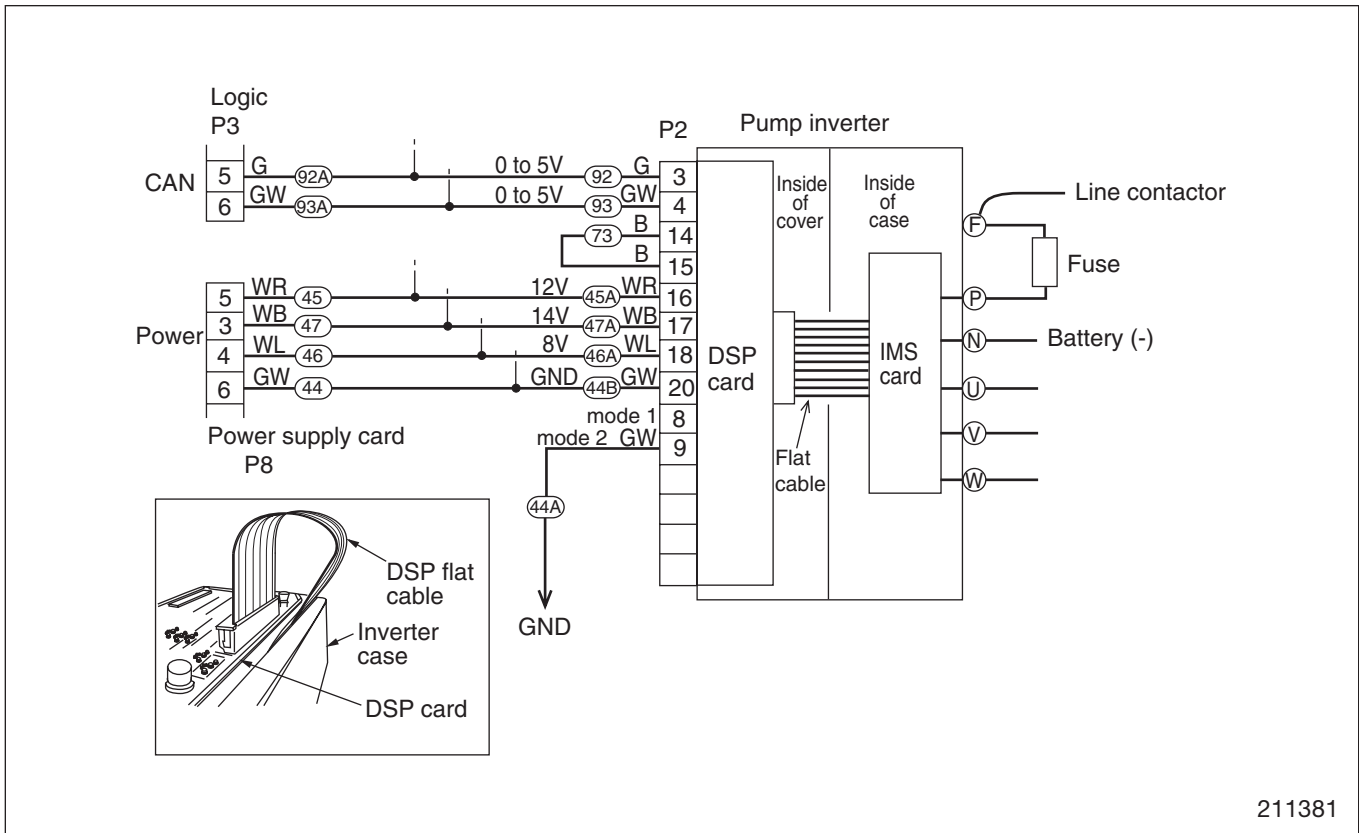 Logic
P3
P2 Pump inverter
CAN 5 G 92A 0 to 5V 92 G 3
6 GW 93A 0 to 5V 93 GW 4
73 B 14
B 15
Power 5 WR 45 12V 45A WR 16
3 WB 47 14V 47A WB 17
4 WL 46 8V 46A WL 18
6 GW 44 GND 44B GW 20
mode 1 8
mode 2 GW 9
Power supply card
P8
44A
GND
DSP
card
Inside
of
cover
Inside
of
case
IMS
card
Flat
cable
F
Line contactor
Fuse
P
N
Battery (-)
U
V
W
DSP flat
cable
Inverter
case
DSP card
211381